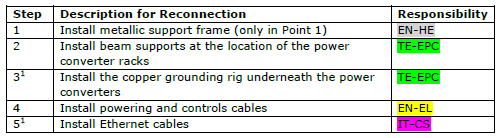 Step Description for Reconnection Responsibility
1 Install metallic support frame (only in Point 1) EN-HE
2 Install beam supports at the location of the power TE-EPC
converter racks
3¹ Install the copper grounding rig underneath the power TE-EPC
converters
4 Install powering and controls cables EN-EL
5¹ Install Ethernet cables IT-CS